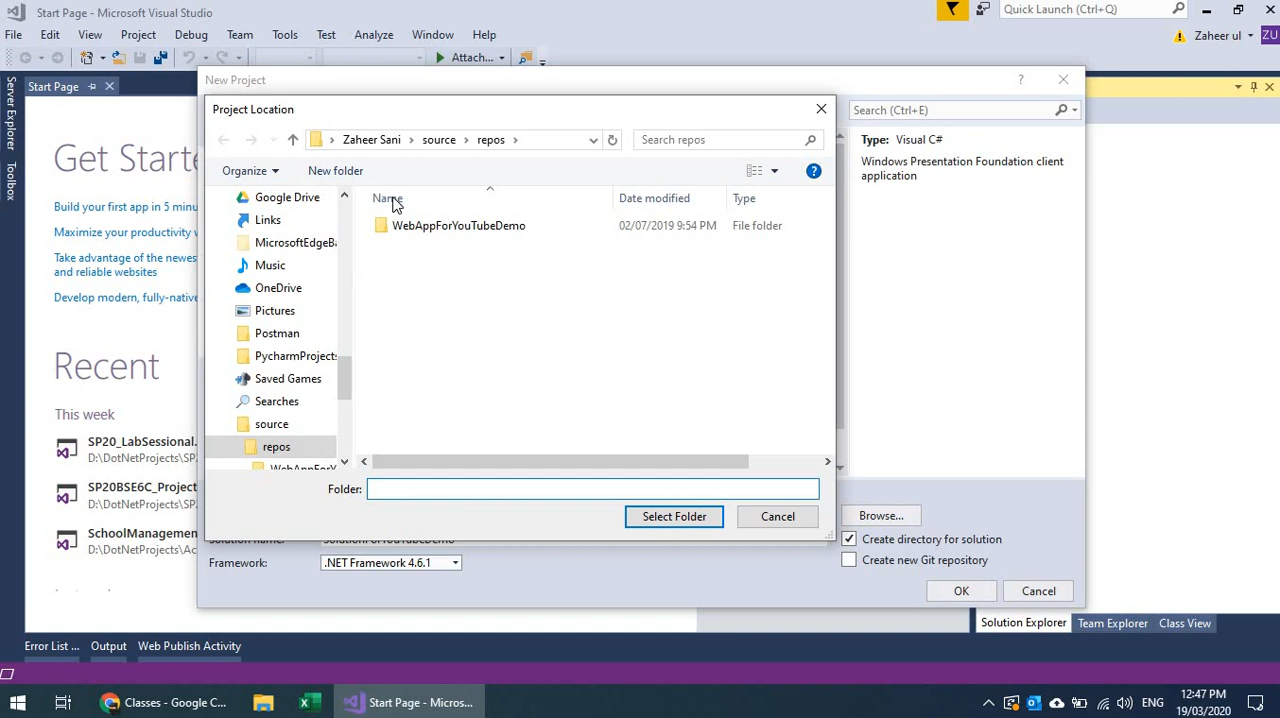 Start Page - Microsoft Visual Studio
Quick Launch (Ctrl+Q)
File Edit View Project Debug Team Tools Test Analyze Window Help
Zaheer ul
ZU
Attach...
Server Explorer
Toolbox
Start Page
Get Starte
Build your first app in 5 minu
Maximize your productivity
Take advantage of the newes
and reliable websites
Develop modern, fully-native
Recent
This week
SP20_LabSessional.
D:\DotNetProjects\SP
SP20BSE6C_Project
D:\DotNetProjects\SP
SchoolManagemen
D:\DotNetProjects\Ac
New Project
?
Search (Ctrl+E)
Type: Visual C#
Windows Presentation Foundation client
application
Project Location
Zaheer Sani source repos
Search repos
Organize New folder
?
Name Date modified Type
WebAppForYouTubeDemo 02/07/2019 9:54 PM File folder
Google Drive
Links
MicrosoftEdgeBa
Music
OneDrive
Pictures
Postman
PycharmProjects
Saved Games
Searches
source
repos
WebAppForY
Folder:
Select Folder Cancel
Browse...
Solution name: SolutionForYouTubeDemo
Create directory for solution
Framework: .NET Framework 4.6.1
Create new Git repository
OK Cancel
Solution Explorer Team Explorer Class View
Error List ... Output Web Publish Activity
Classes - Google C...
Start Page - Micros...
ENG
12:47 PM
19/03/2020